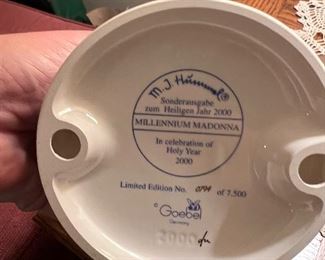 M.J. Hummel®
Sonderausgabe
zum Heiligen Jahr 2000
MILLENNIUM MADONNA
In celebration of
Holy Year
2000
Limited Edition No. 0794 of 7,500
© Goebel
Germany
2000